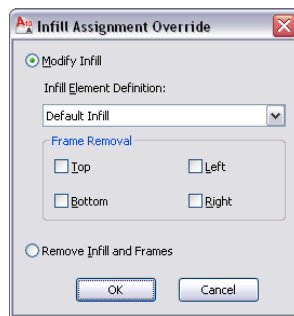 Infill Assignment Override
Modify Infill
Infill Element Definition:
Default Infill
Frame Removal
Top Left
Bottom Right
Remove Infill and Frames
OK Cancel